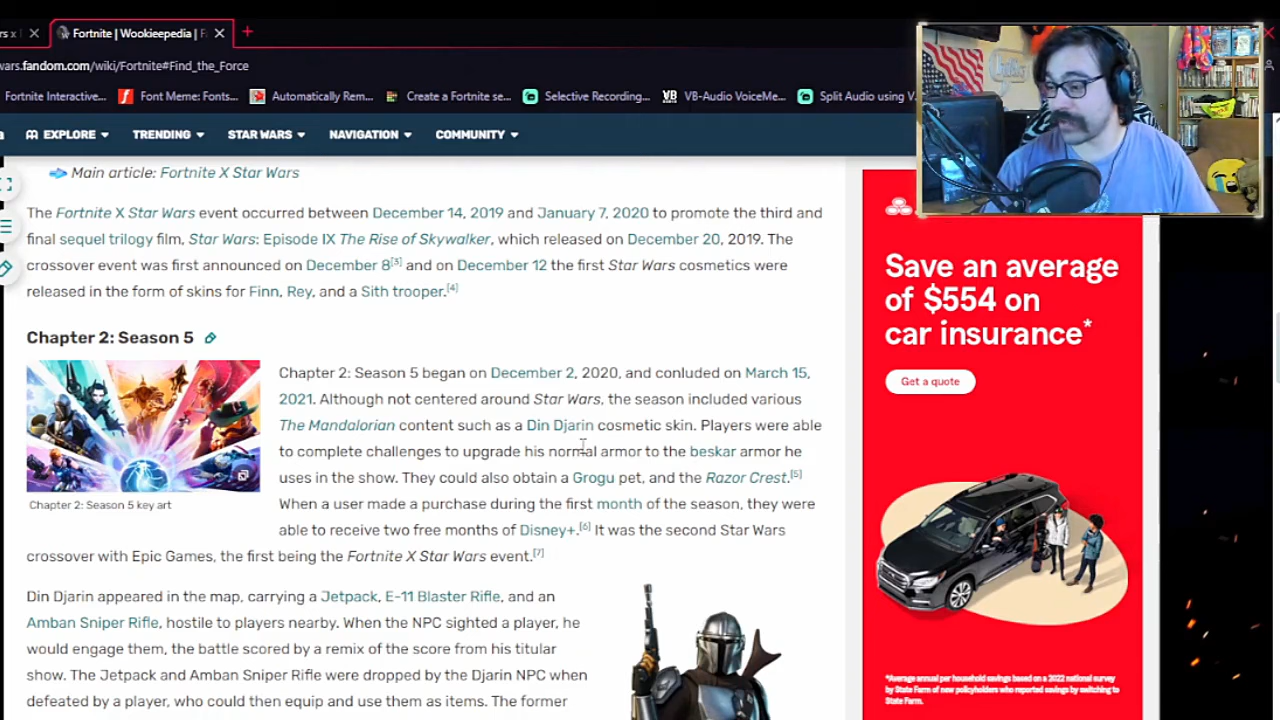 rs x
Fortnite | Wookieepedia | F
wars.fandom.com/wiki/Fortnite#Find_the_Force
Fortnite Interactive...
Font Meme: Fonts...
Automatically Rem...
Create a Fortnite se...
Selective Recording...
VB-Audio VoiceMe...
Split Audio using V
EXPLORE
TRENDING
STAR WARS
NAVIGATION
COMMUNITY
Main article: Fortnite X Star Wars
The Fortnite X Star Wars event occurred between December 14, 2019 and January 7, 2020 to promote the third and
final sequel trilogy film, Star Wars: Episode IX The Rise of Skywalker, which released on December 20, 2019. The
crossover event was first announced on December 8[3] and on December 12 the first Star Wars cosmetics were
released in the form of skins for Finn, Rey, and a Sith trooper.[4]
Chapter 2: Season 5
Chapter 2: Season 5 began on December 2, 2020, and conluded on March 15,
2021. Although not centered around Star Wars, the season included various
The Mandalorian content such as a Din Djarin cosmetic skin. Players were able
to complete challenges to upgrade his normal armor to the beskar armor he
uses in the show. They could also obtain a Grogu pet, and the Razor Crest.[5]
When a user made a purchase during the first month of the season, they were
able to receive two free months of Disney+.[6] It was the second Star Wars
crossover with Epic Games, the first being the Fortnite X Star Wars event.[7]
Chapter 2: Season 5 key art
Din Djarin appeared in the map, carrying a Jetpack, E-11 Blaster Rifle, and an
Amban Sniper Rifle, hostile to players nearby. When the NPC sighted a player, he
would engage them, the battle scored by a remix of the score from his titular
show. The Jetpack and Amban Sniper Rifle were dropped by the Djarin NPC when
defeated by a player, who could then equip and use them as items. The former
Save an average
of $554 on
car insurance*
Get a quote
*Average annual per household savings based on a 2022 national survey
by State Farm of new policyholders who reported savings by switching to
State Farm.